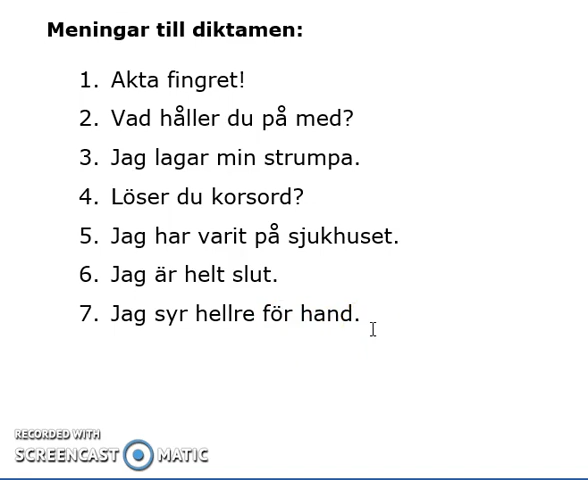 Meningar till diktamen:
1. Akta fingret!
2. Vad håller du på med?
3. Jag lagar min strumpa.
4. Löser du korsord?
5. Jag har varit på sjukhuset.
6. Jag är helt slut.
7. Jag syr hellre för hand.
RECORDED WITH
SCREENCAST MATIC